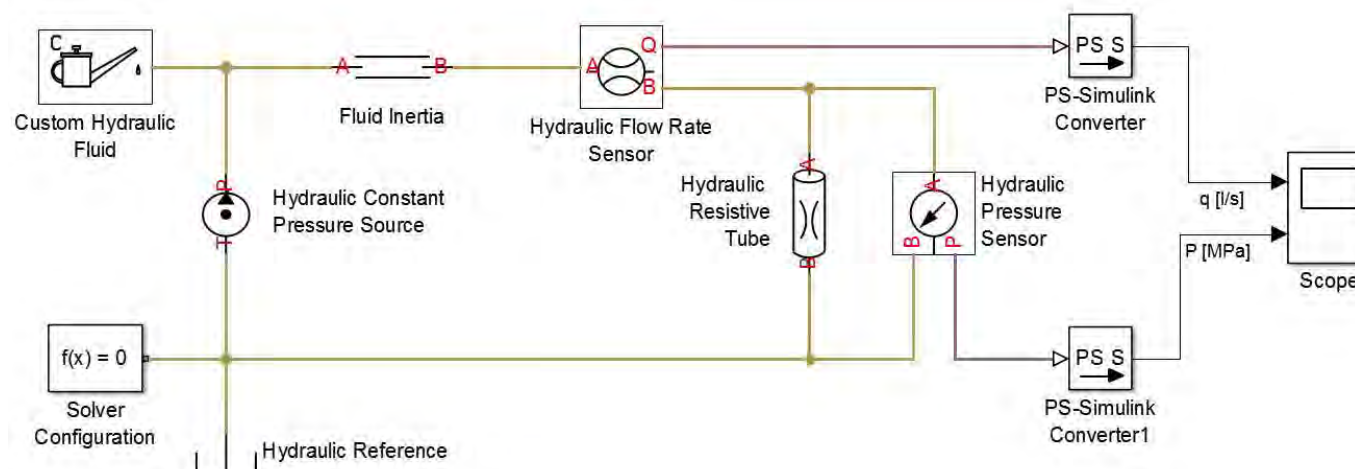 C
Custom Hydraulic
Fluid
A
B
Fluid Inertia
A
Q
B
Hydraulic Flow Rate
Sensor
PS S
PS-Simulink
Converter
P
T
Hydraulic Constant
Pressure Source
A
B
Hydraulic
Resistive
Tube
A
B
P
Hydraulic
Pressure
Sensor
q [l/s]
P [MPa]
Scope
f(x) = 0
Solver
Configuration
PS S
PS-Simulink
Converter1
Hydraulic Reference